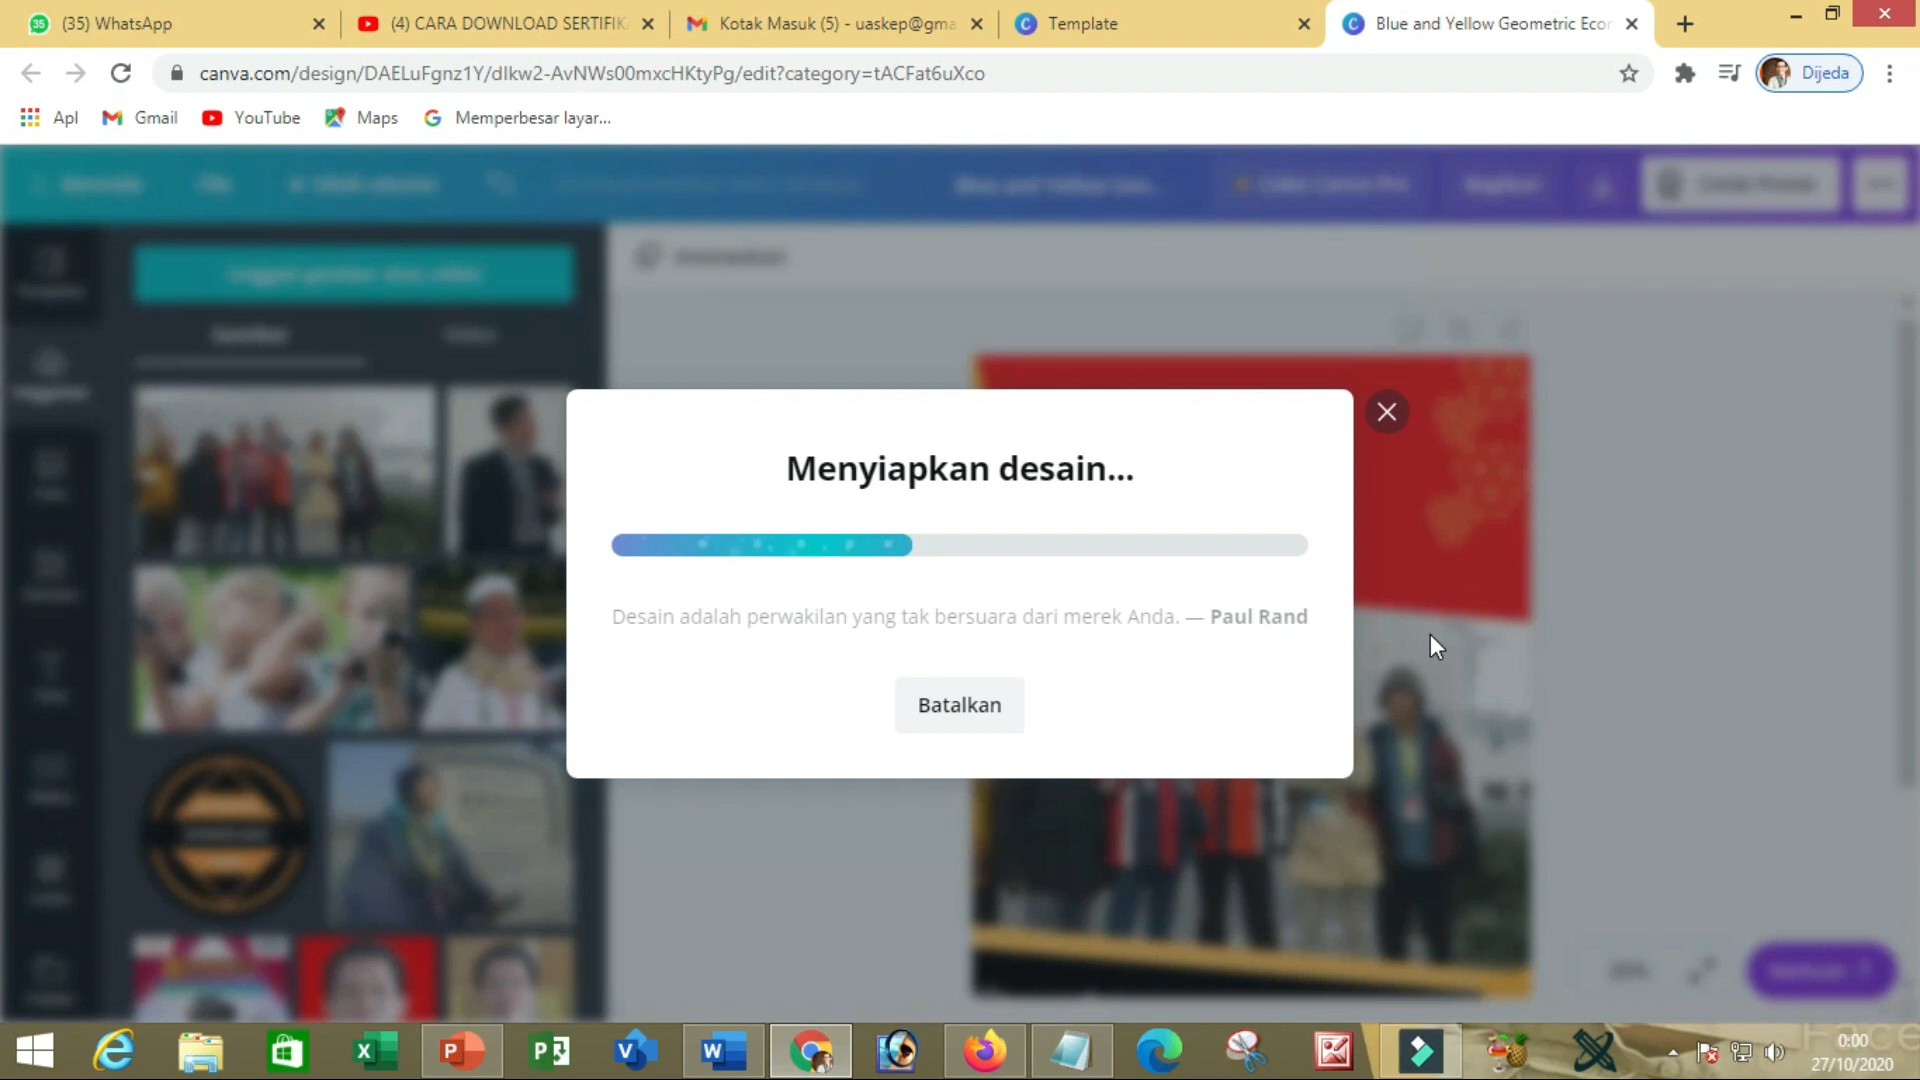 35
(35) WhatsApp
(4) CARA DOWNLOAD SERTIFIK
Kotak Masuk (5) - uaskep@gma
Template
Blue and Yellow Geometric Ecor
canva.com/design/DAELuFgnz1Y/dIkw2-AvNWs00mxcHKtyPg/edit?category=tACFat6uXco
Dijeda
Apl
Gmail
YouTube
Maps
Memperbesar layar...
Menyiapkan desain...
Desain adalah perwakilan yang tak bersuara dari merek Anda. — Paul Rand
Batalkan
0:00
27/10/2020